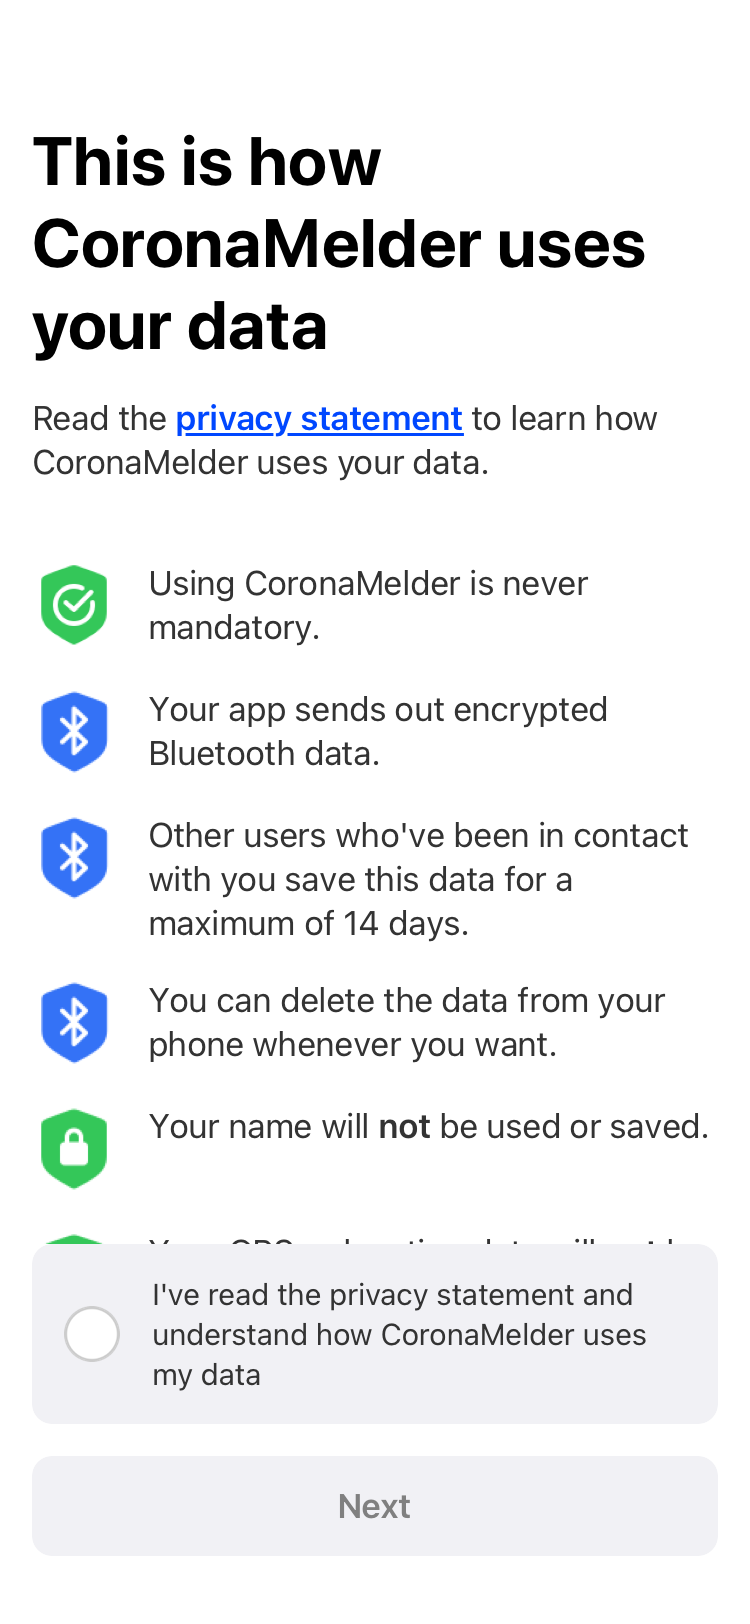 This is how
CoronaMelder uses
your data
Read the privacy statement to learn how
CoronaMelder uses your data.
Using CoronaMelder is never
mandatory.
Your app sends out encrypted
Bluetooth data.
Other users who've been in contact
with you save this data for a
maximum of 14 days.
You can delete the data from your
phone whenever you want.
Your name will not be used or saved.
I've read the privacy statement and
understand how CoronaMelder uses
my data
Next